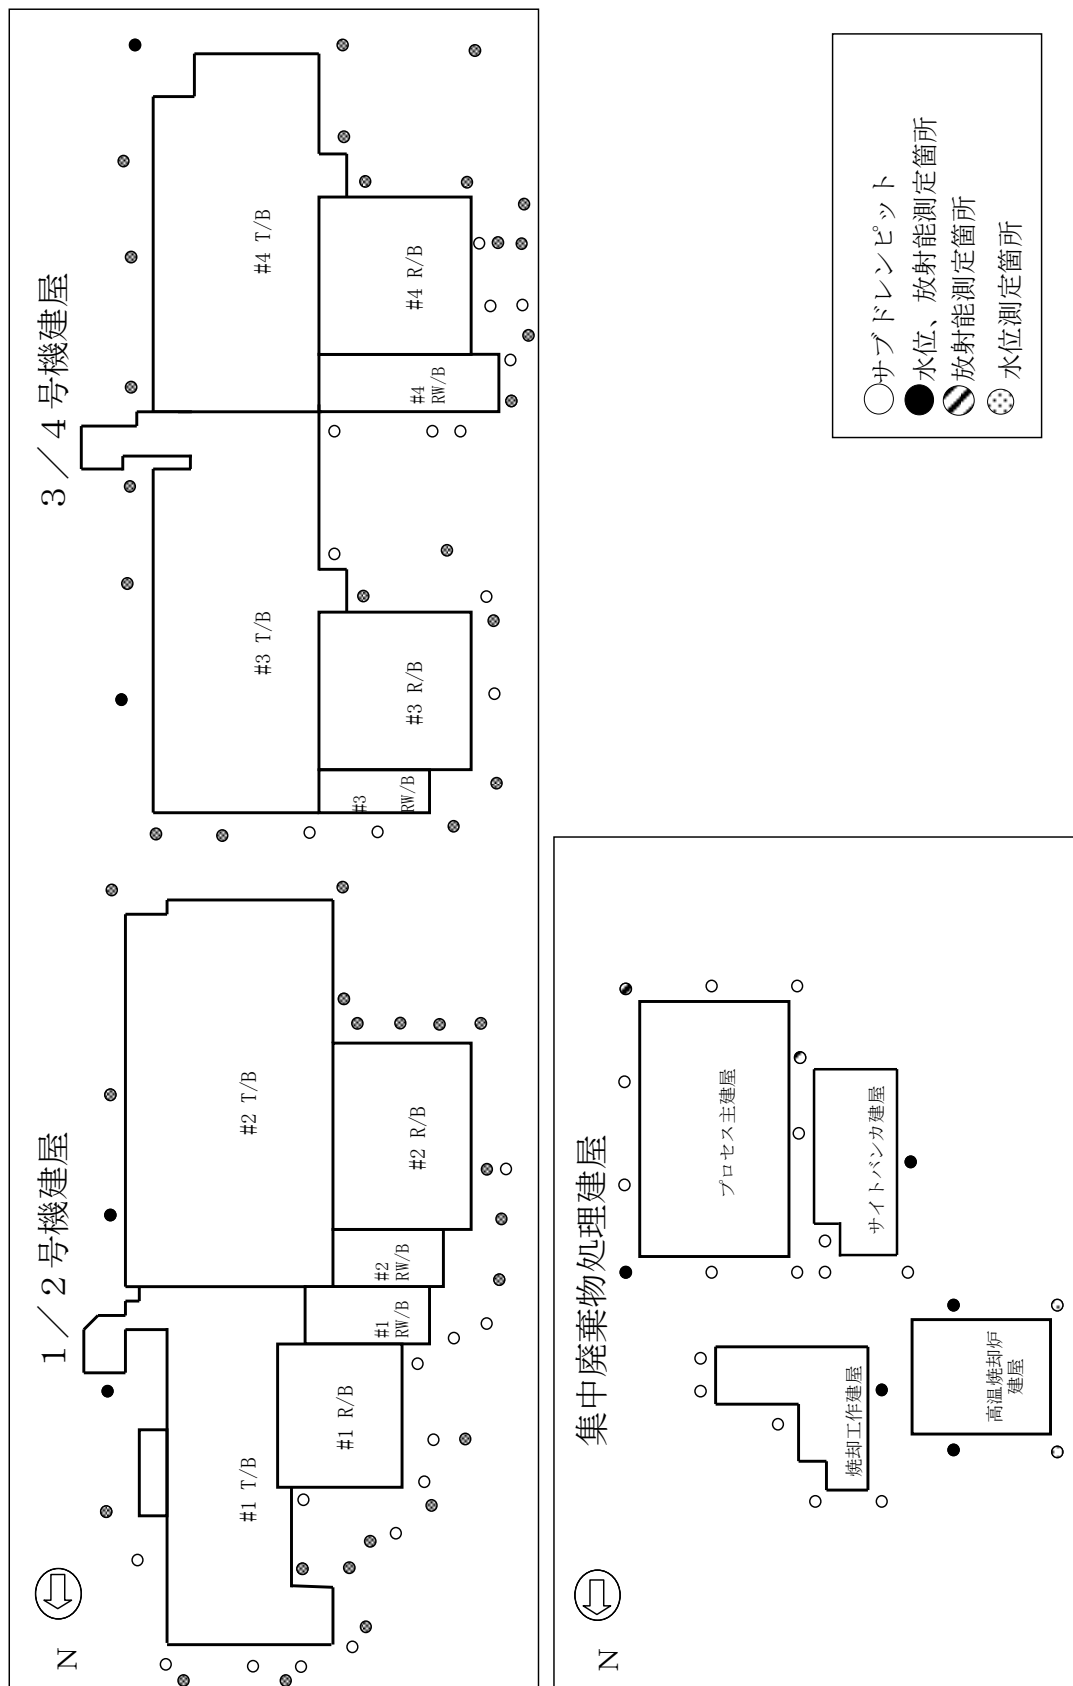 1／2号機建屋
3／4号機建屋
N
#1 T/B
#2 T/B
#3 T/B
#4 T/B
#1 R/B
#1
RW/B
#2
RW/B
#2 R/B
#3
RW/B
#3 R/B
#4
RW/B
#4 R/B
集中廃棄物処理建屋
N
プロセス主建屋
サイトバンカ建屋
焼却工作建屋
高温焼却炉
建屋
サブドレンピット
水位、放射能測定箇所
放射能測定箇所
水位測定箇所